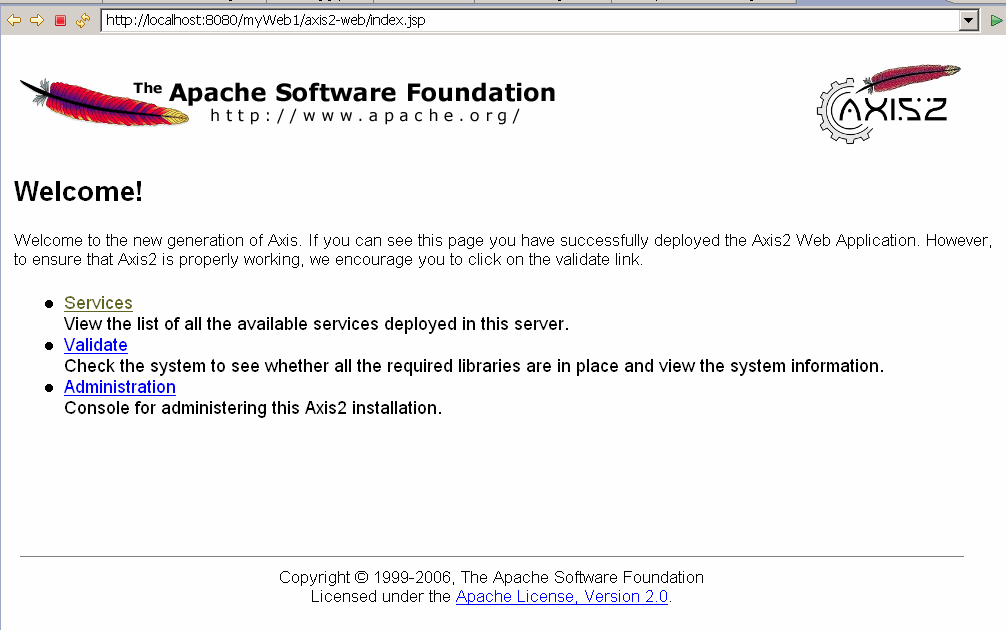 http://localhost:8080/myWeb1/axis2-web/index.jsp
The Apache Software Foundation
http://www.apache.org/
AXIS2
Welcome!
Welcome to the new generation of Axis. If you can see this page you have successfully deployed the Axis2 Web Application. However,
to ensure that Axis2 is properly working, we encourage you to click on the validate link.
Services
View the list of all the available services deployed in this server.
Validate
Check the system to see whether all the required libraries are in place and view the system information.
Administration
Console for administering this Axis2 installation.
Copyright © 1999-2006, The Apache Software Foundation
Licensed under the Apache License, Version 2.0.